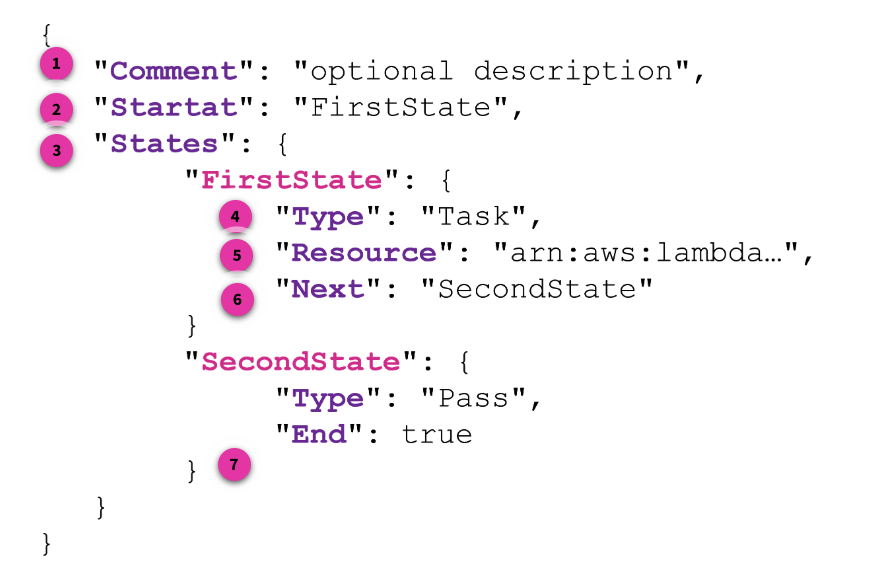 {
1 "Comment": "optional description",
2 "Startat": "FirstState",
3 "States": {
"FirstState": {
4 "Type": "Task",
5 "Resource": "arn:aws:lambda…",
6 "Next": "SecondState"
}
"SecondState": {
"Type": "Pass",
"End": true
} 7
}
}